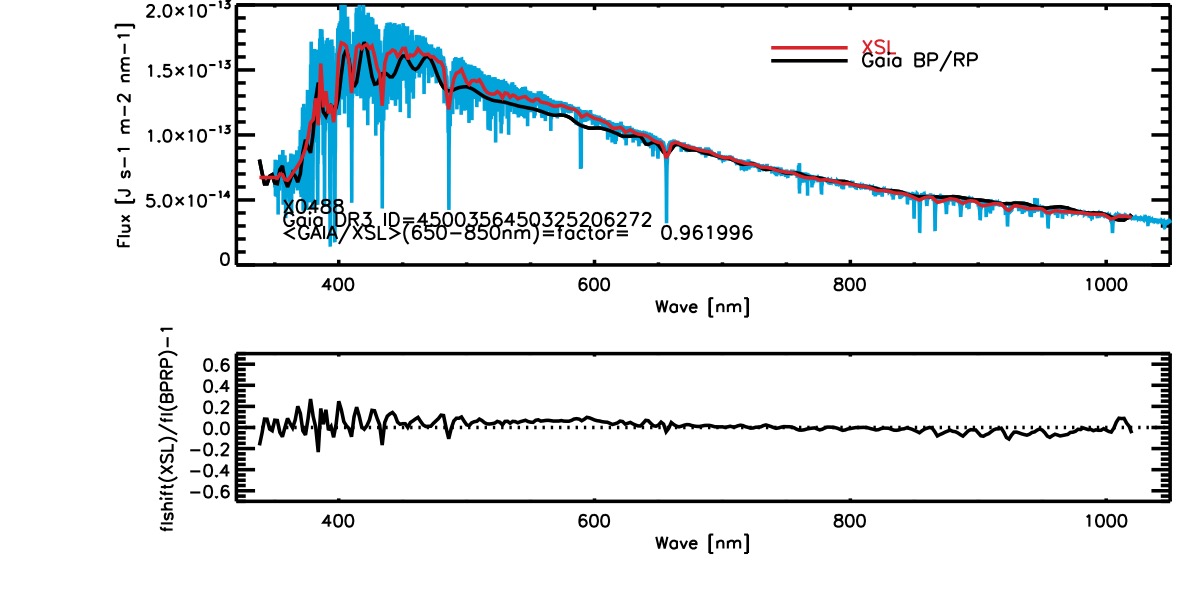 2.0×10−13
1.5×10−13
1.0×10−13
5.0×10−14
0
Flux [J s−1 m−2 nm−1]
XSL
Gaia BP/RP
X0488
Gaia DR3 ID=4500356450325206272
<GAIA/XSL>(650−850nm)=factor= 0.961996
400 600 800 1000
Wave [nm]
flshift(XSL)/fl(BPRP)−1
0.6
0.4
0.2
0.0
−0.2
−0.4
−0.6
400 600 800 1000
Wave [nm]